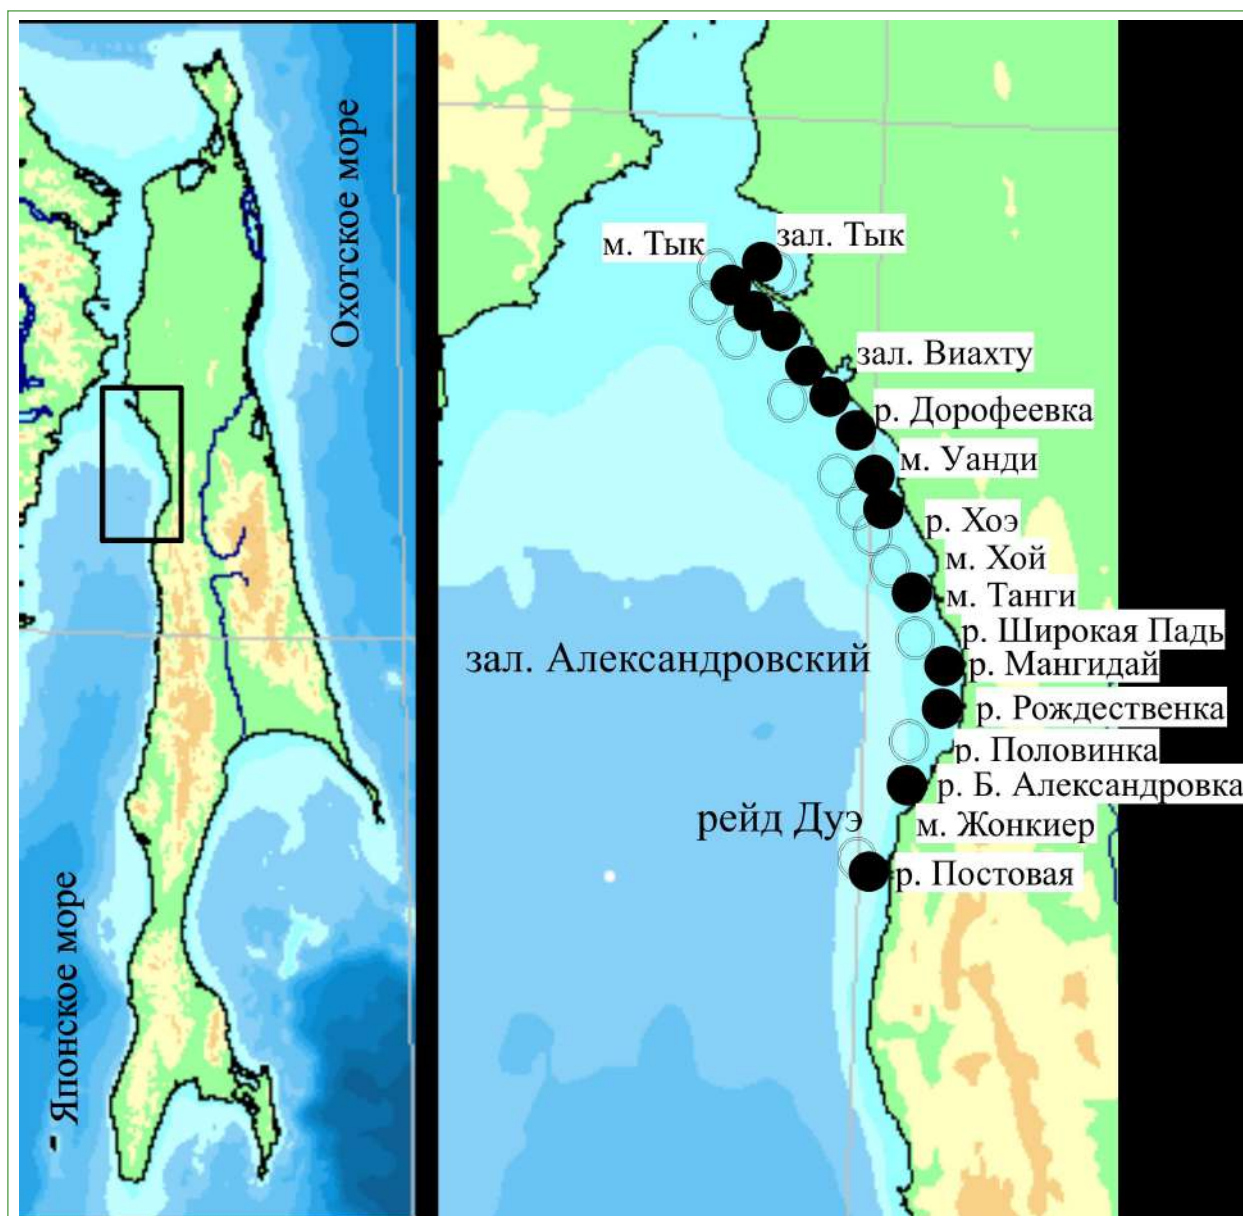 Охотское море
Японское море
м. Тык
зал. Тык
зал. Виахту
р. Дорофеевка
м. Уанди
р. Хоэ
м. Хой
м. Танги
р. Широкая Падь
зал. Александровский
р. Мангидай
р. Рождественка
р. Половинка
р. Б. Александровка
рейд Дуэ
м. Жонкиер
р. Постовая